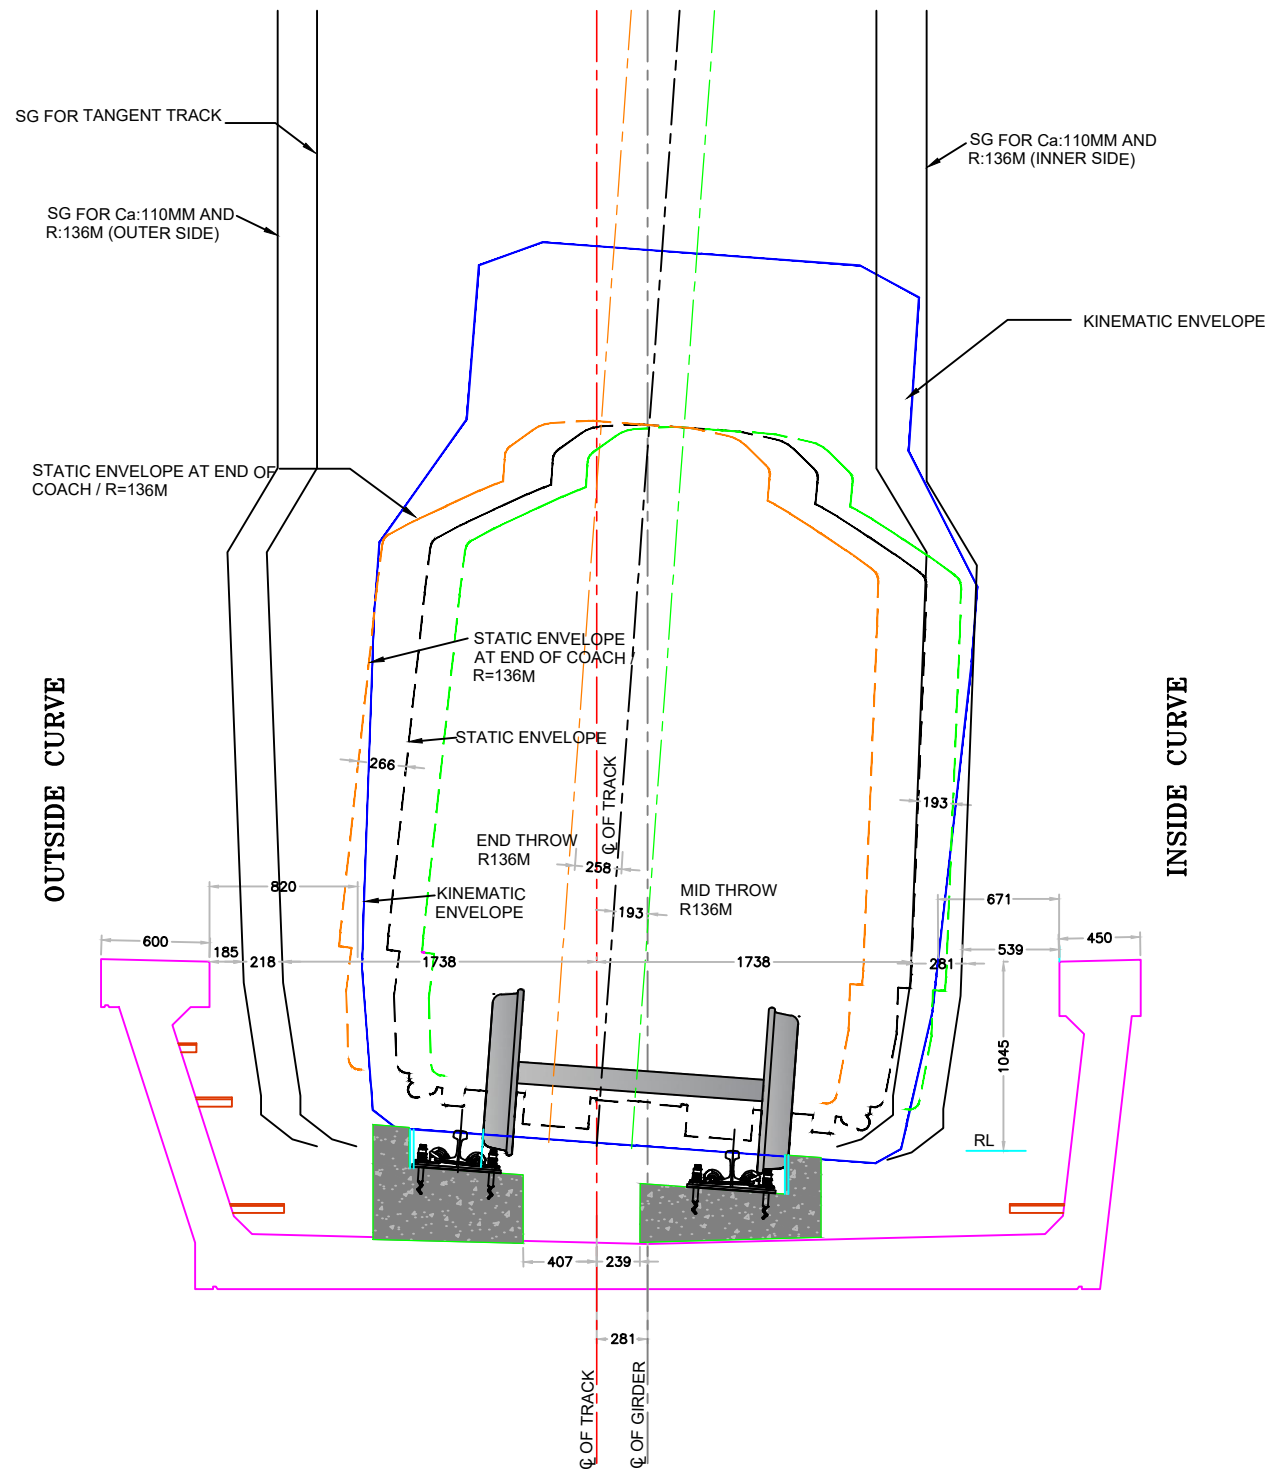 SG FOR TANGENT TRACK
SG FOR Ca:110MM AND
R:136M (OUTER SIDE)
SG FOR Ca:110MM AND
R:136M (INNER SIDE)
KINEMATIC ENVELOPE
STATIC ENVELOPE AT END OF
COACH / R=136M
STATIC ENVELOPE
AT END OF COACH /
R=136M
STATIC ENVELOPE
OUTSIDE CURVE
INSIDE CURVE
266
193
℄ OF TRACK
END THROW
R136M
258
820
KINEMATIC
ENVELOPE
MID THROW
R136M
193
671
600
185
218
1738
1738
281
539
450
1045
RL
407
239
281
℄ OF TRACK
℄ OF GIRDER